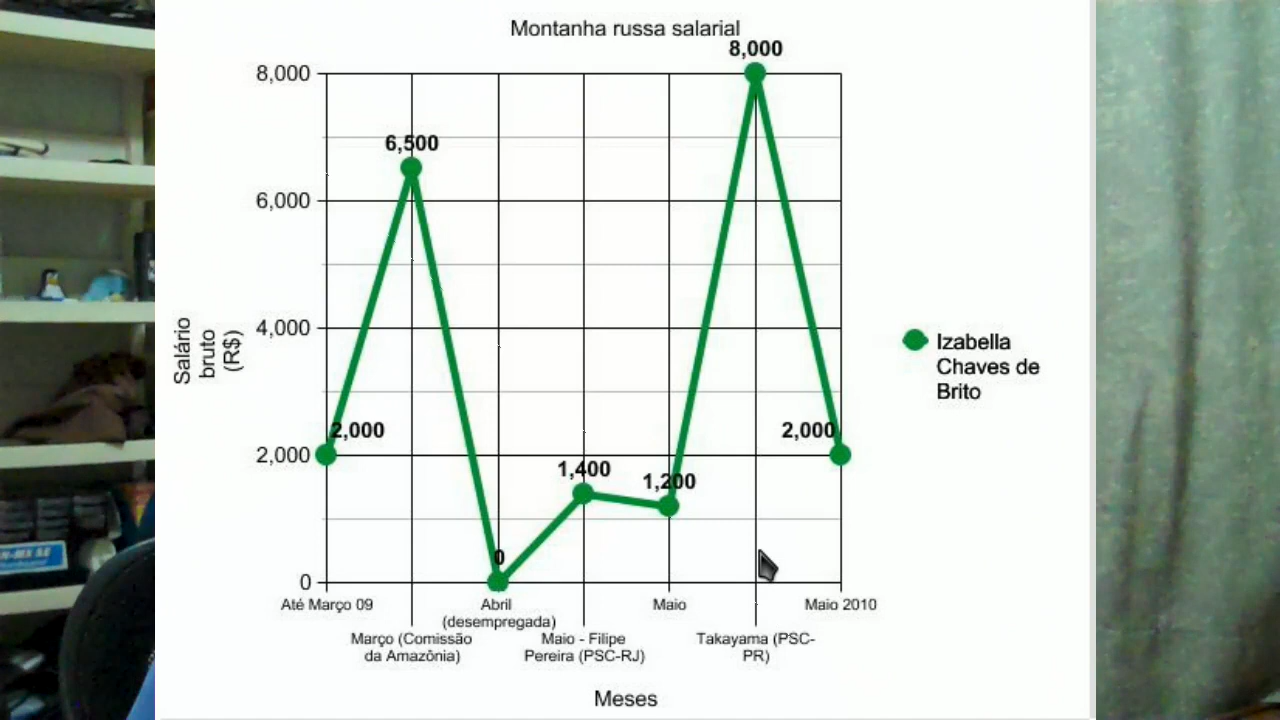 Montanha russa salarial
8,000
8,000
6,500
6,000
4,000
2,000
2,000
1,400
1,200
2,000
0
0
Salário
bruto
(R$)
Izabella
Chaves de
Brito
Até Março 09
Março (Comissão
da Amazônia)
Abril
(desempregada)
Maio - Filipe
Pereira (PSC-RJ)
Maio
Takayama (PSC-
PR)
Maio 2010
Meses